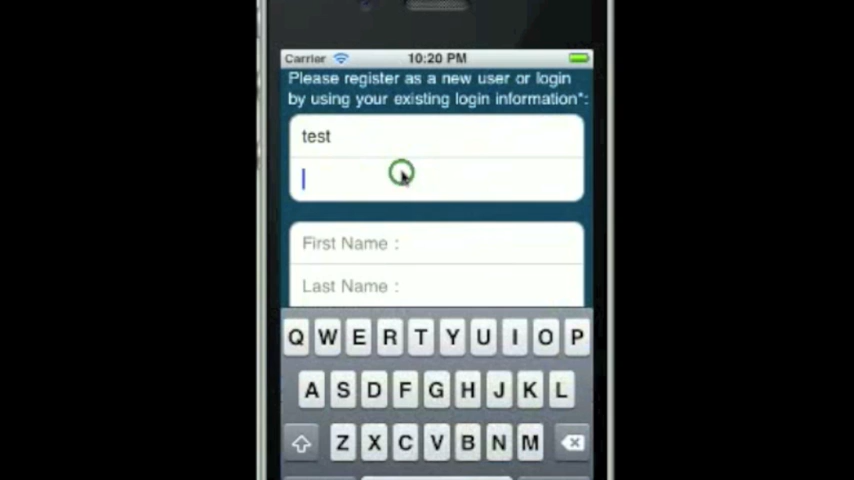 Carrier 10:20 PM
Please register as a new user or login
by using your existing login information*:
test
First Name :
Last Name :
Q W E R T Y U I O P
A S D F G H J K L
Z X C V B N M